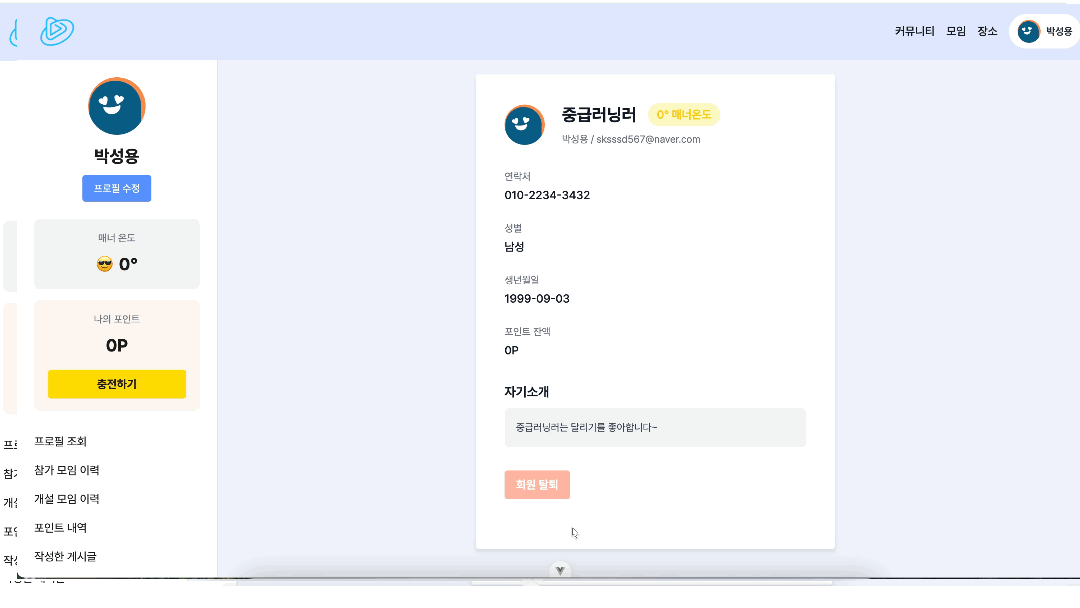 커뮤니티 모임 장소 박성용
박성용
프로필 수정
매너 온도
0°
나의 포인트
0P
충전하기
프로필 조회
참가 모임 이력
개설 모임 이력
포인트 내역
작성한 게시글
중급러닝러 0° 매너온도
박성용 / sksssd567@naver.com
연락처
010-2234-3432
성별
남성
생년월일
1999-09-03
포인트 잔액
0P
자기소개
중급러닝러는 달리기를 좋아합니다~
회원 탈퇴